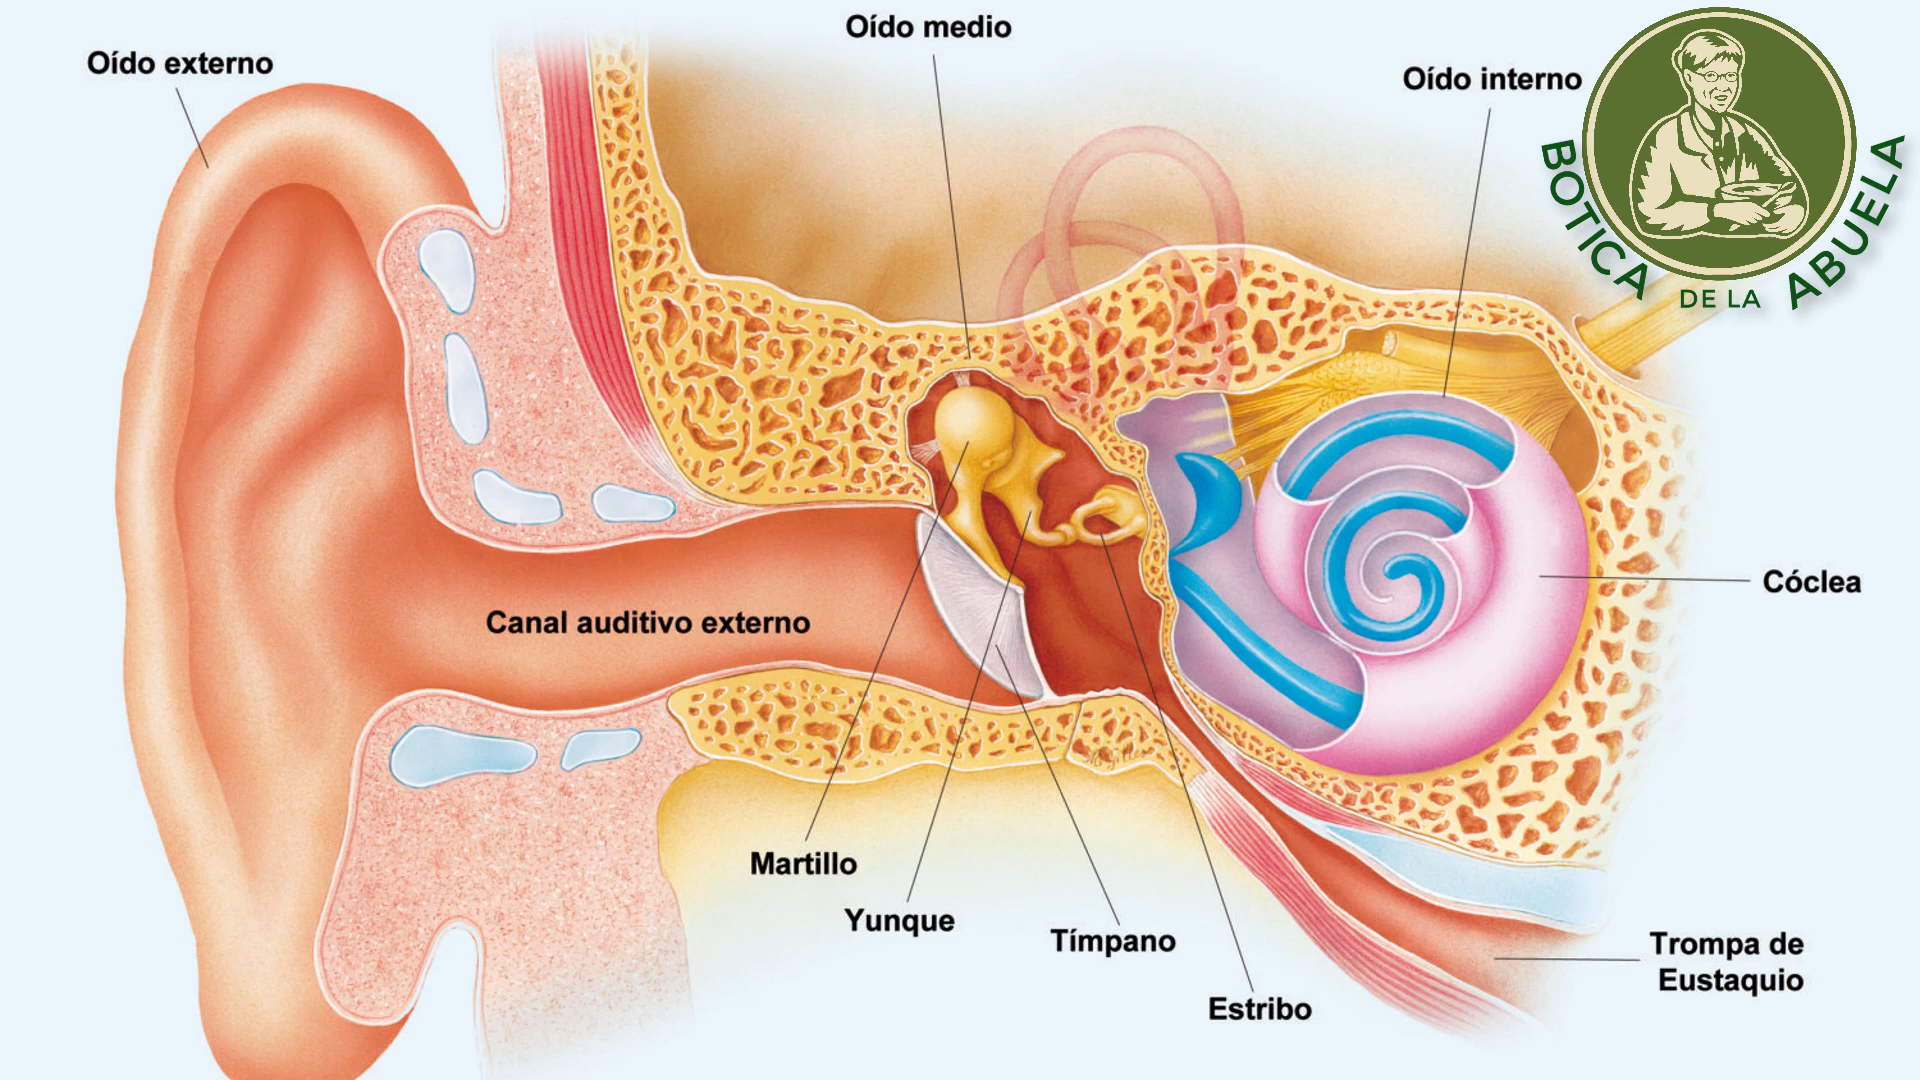 Oído medio
Oído externo
Oído interno
BOTICA
DE LA
ABUELA
Canal auditivo externo
Cóclea
Martillo
Yunque
Tímpano
Estribo
Trompa de
Eustaquio